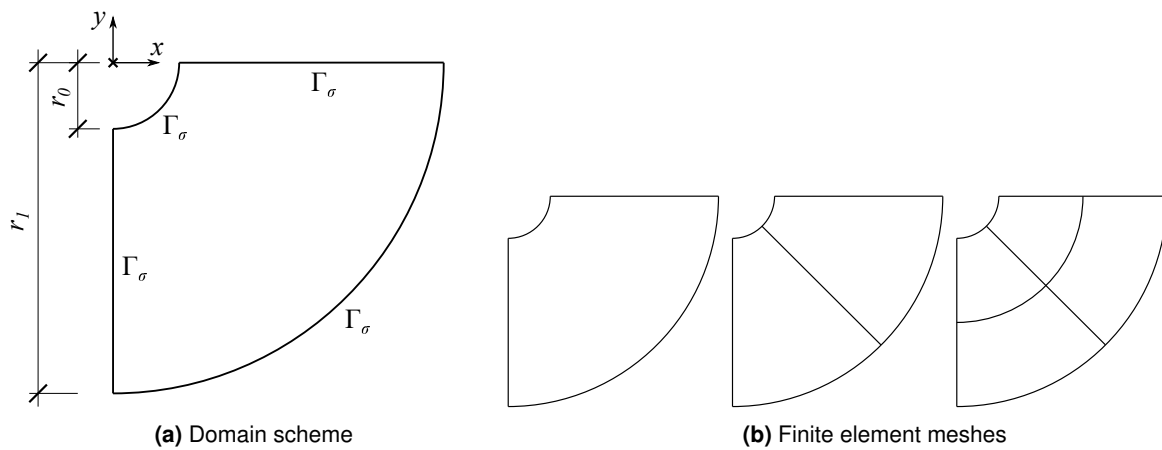 y
x
r₀
Γσ
Γσ
r₁
Γσ
Γσ
(a) Domain scheme
(b) Finite element meshes